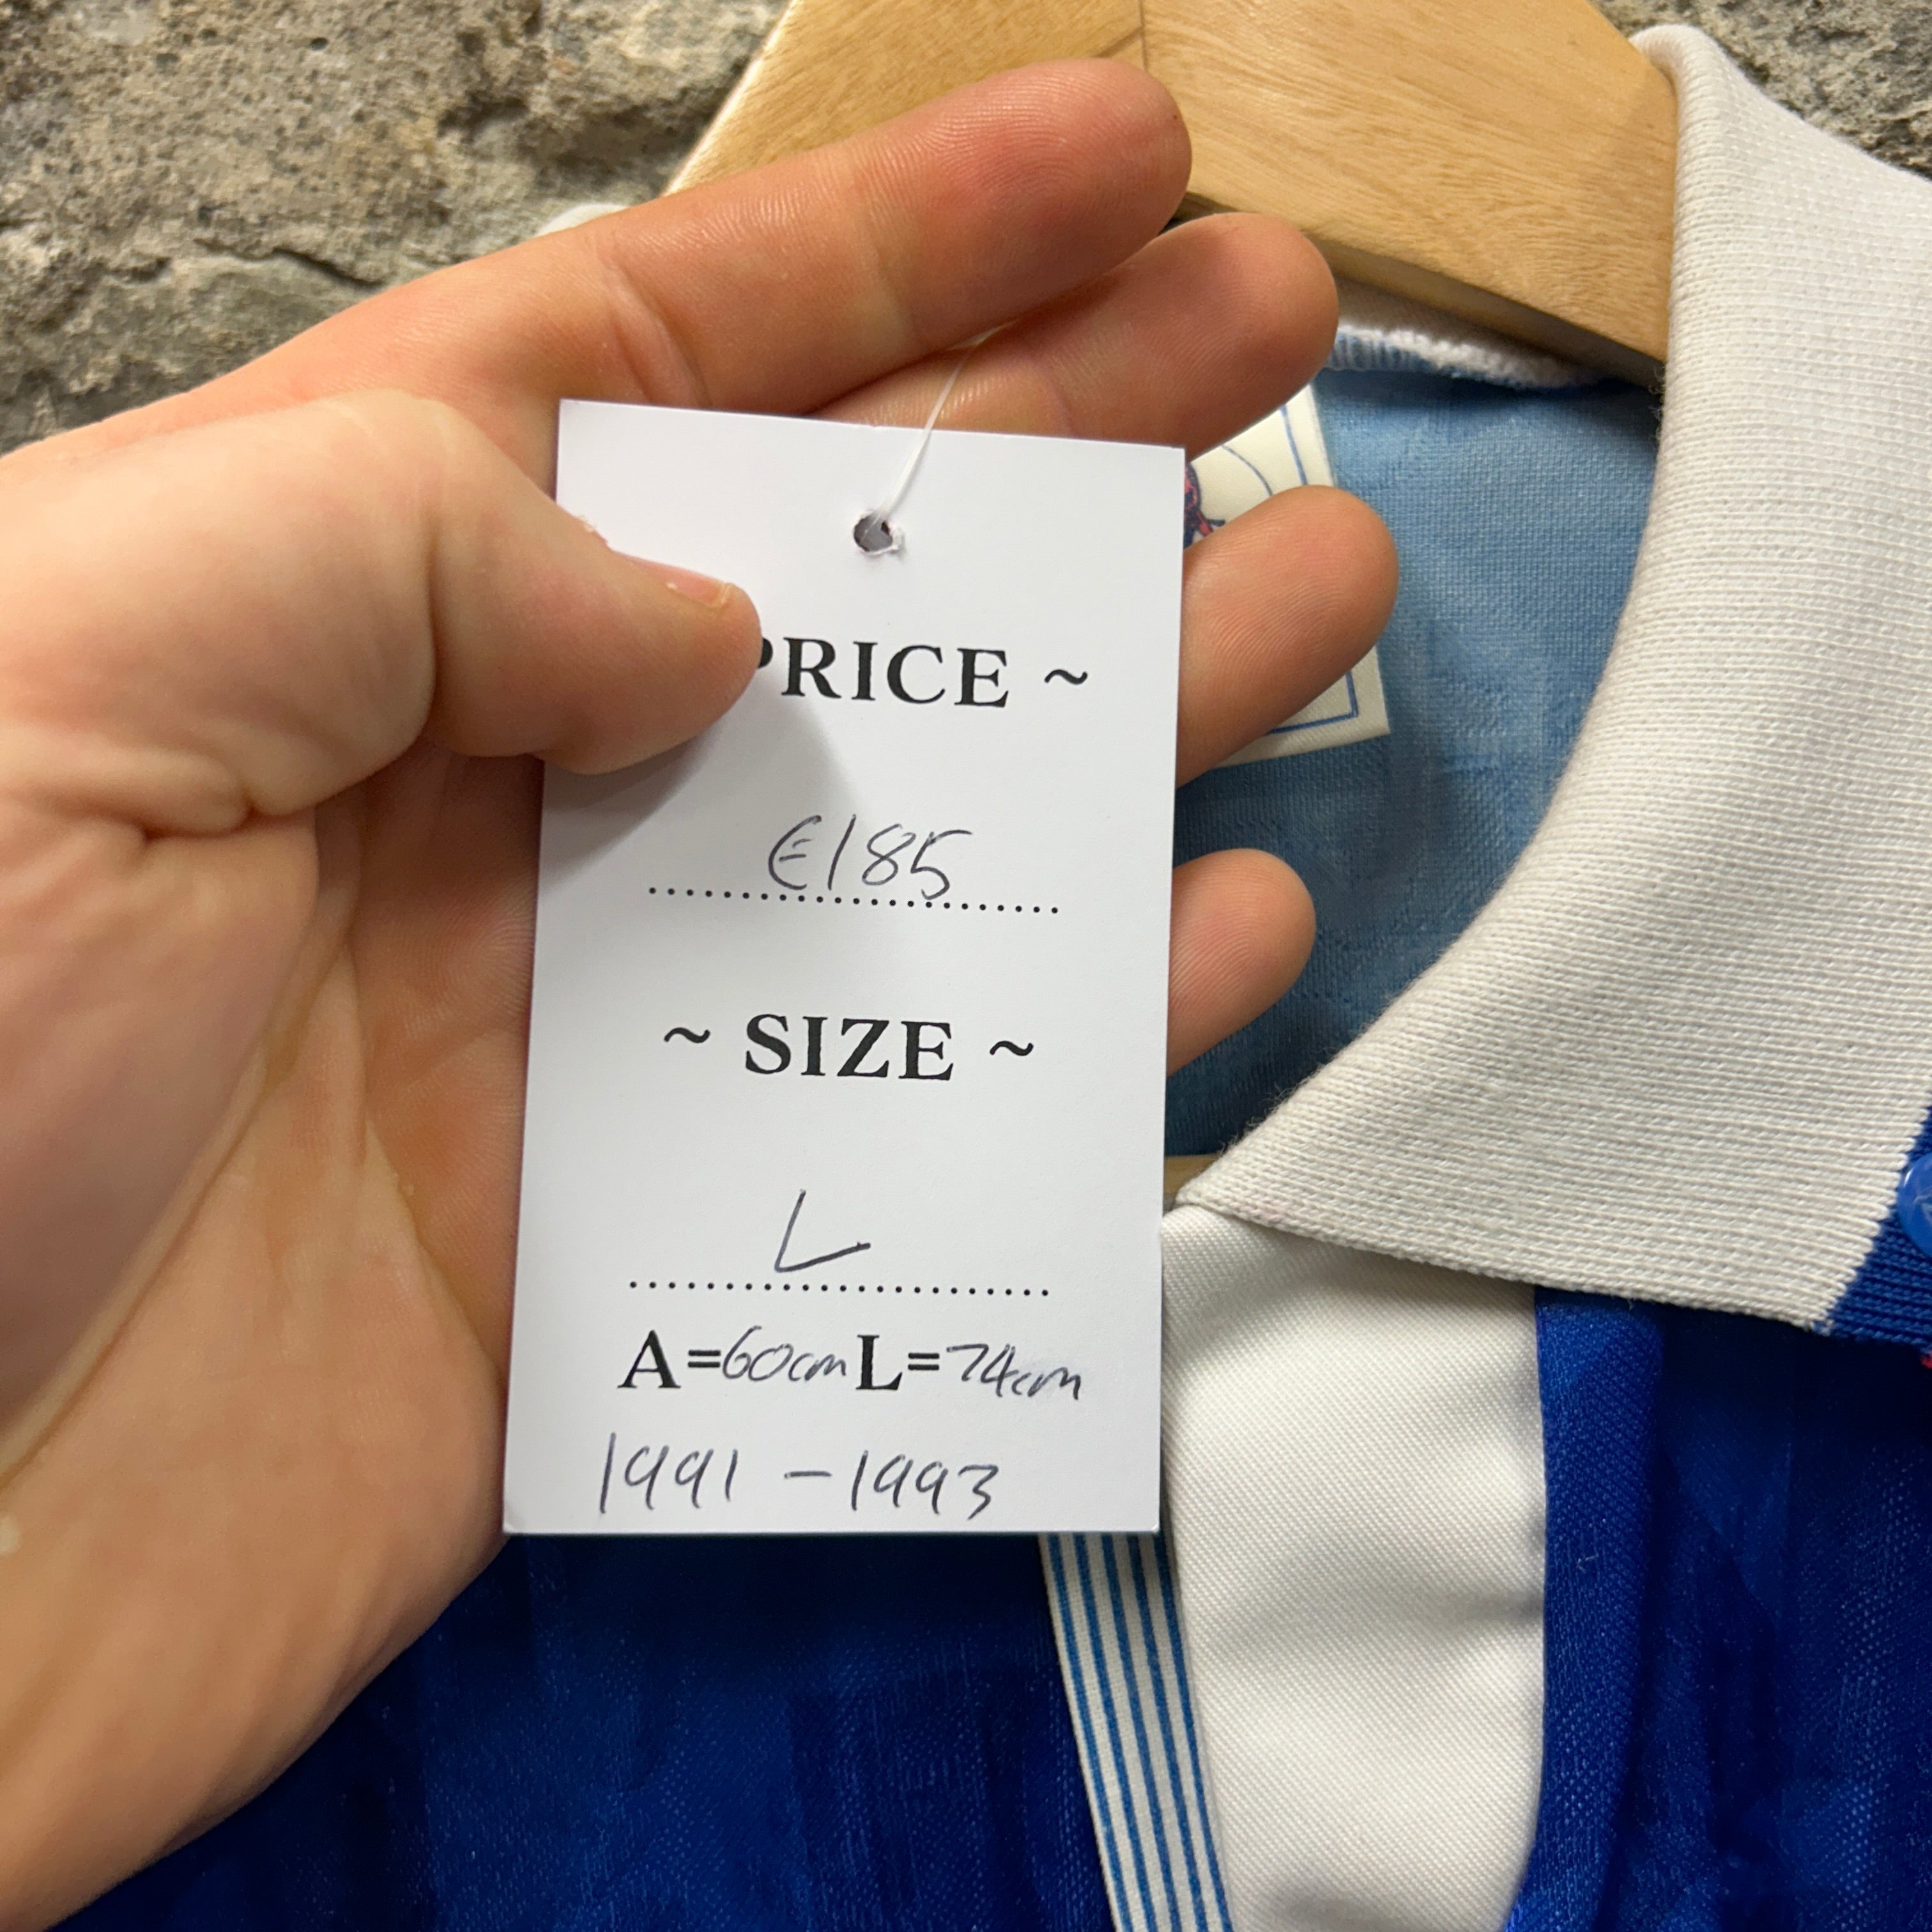 PRICE ~
€185
~ SIZE ~
L
A=60cm L=74cm
1991 - 1993